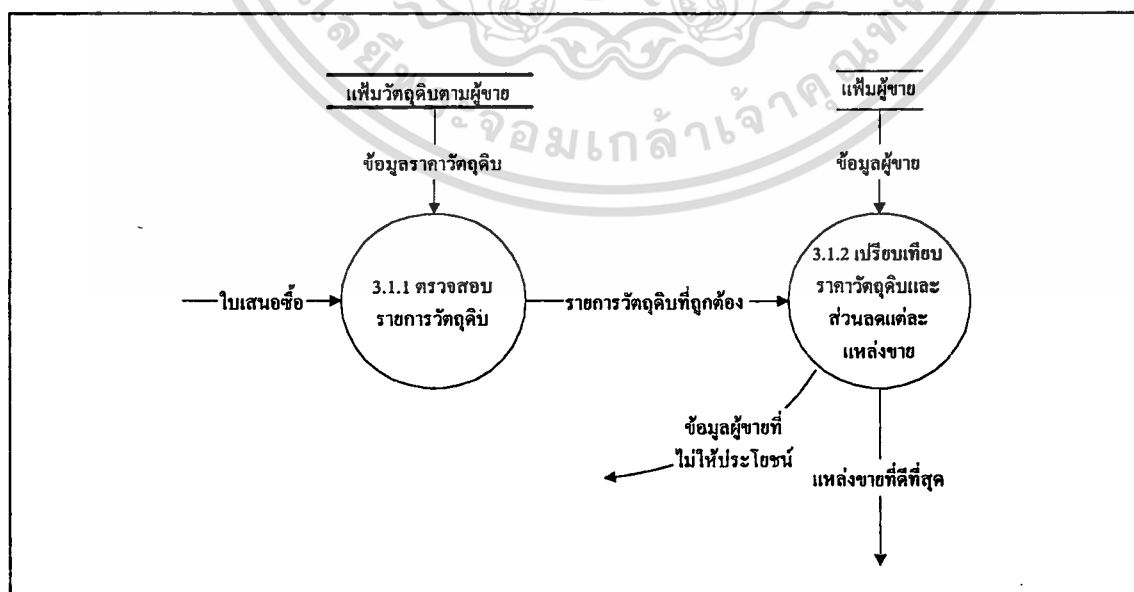 แฟ้มวัตถุดิบตามผู้ขาย
แฟ้มผู้ขาย
ข้อมูลราคาวัตถุดิบ
ข้อมูลผู้ขาย
ใบเสนอซื้อ
3.1.1 ตรวจสอบ
รายการวัตถุดิบ
รายการวัตถุดิบที่ถูกต้อง
3.1.2 เปรียบเทียบ
ราคาวัตถุดิบและ
ส่วนลดแต่ละ
แหล่งขาย
ข้อมูลผู้ขายที่
ไม่ให้ประโยชน์
แหล่งขายที่ดีที่สุด